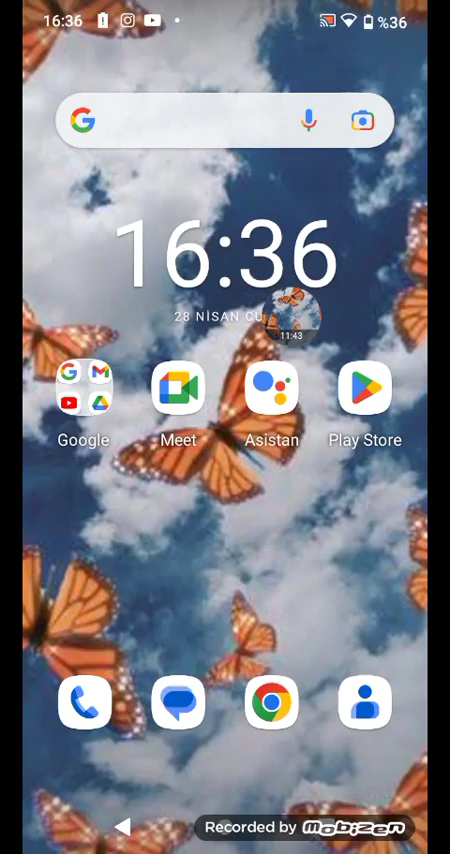 16:36 %36
16:36
28 NİSAN CU
11:43
Google Meet Asistan Play Store
Recorded by mobizen